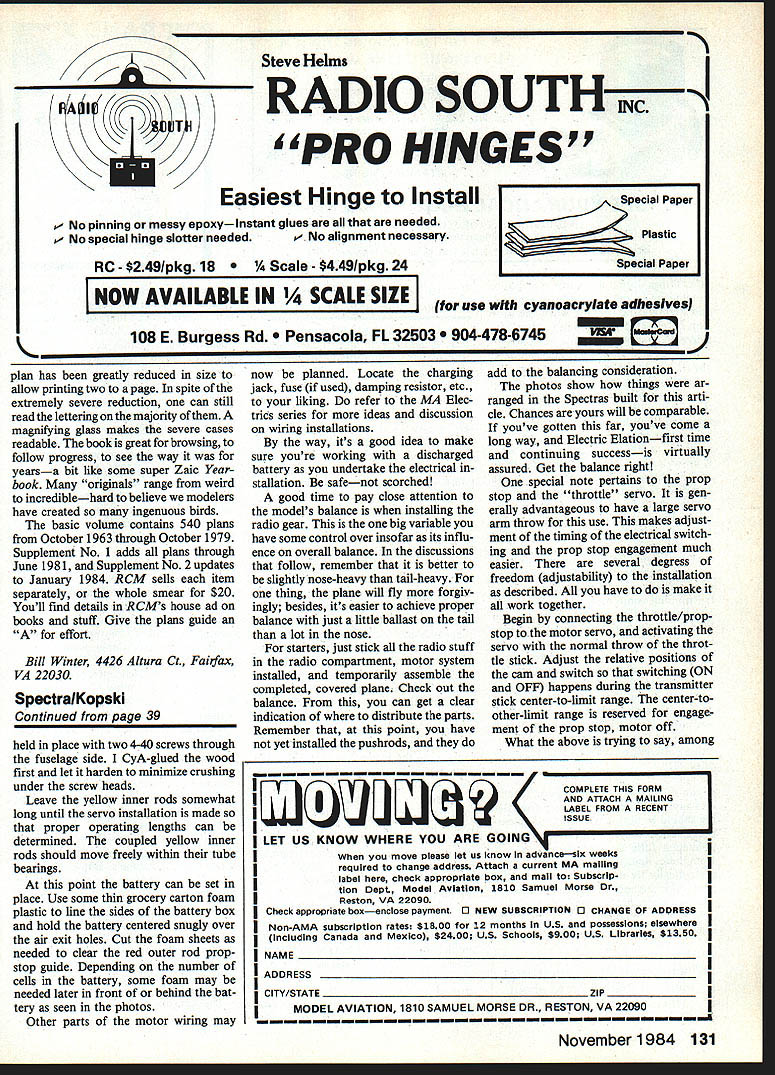 RADIO SOUTH
Steve Helms
RADIO SOUTH INC.
"PRO HINGES"
Easiest Hinge to Install
No pinning or messy epoxy—Instant glues are all that are needed.
No special hinge slotter needed.
No alignment necessary.
Special Paper
Plastic
Special Paper
RC - $2.49/pkg. 18 • ¼ Scale - $4.49/pkg. 24
NOW AVAILABLE IN ¼ SCALE SIZE
(for use with cyanoacrylate adhesives)
108 E. Burgess Rd. • Pensacola, FL 32503 • 904-478-6745
VISA
MasterCard
plan has been greatly reduced in size to
allow printing two to a page. In spite of the
extremely severe reduction, one can still
read the lettering on the majority of them. A
magnifying glass makes the severe cases
readable. The book is great for browsing, to
follow progress, to see the way it was for
years—a bit like some super Zaic Year-
book. Many "originals" range from weird
to incredible—hard to believe we modelers
have created so many ingenuous birds.
The basic volume contains 540 plans
from October 1963 through October 1979.
Supplement No. 1 adds all plans through
June 1981, and Supplement No. 2 updates
to January 1984. RCM sells each item
separately, or the whole smear for $20.
You'll find details in RCM's house ad on
books and stuff. Give the plans guide an
"A" for effort.
Bill Winter, 4426 Altura Ct., Fairfax,
VA 22030.
Spectra/Kopski
Continued from page 39
held in place with two 4-40 screws through
the fuselage side. I CyA-glued the wood
first and let it harden to minimize crushing
under the screw heads.
Leave the yellow inner rods somewhat
long until the servo installation is made so
that proper operating lengths can be
determined. The coupled yellow inner
rods should move freely within their tube
bearings.
At this point the battery can be set in
place. Use some thin grocery carton foam
plastic to line the sides of the battery box
and hold the battery centered snugly over
the air exit holes. Cut the foam sheets as
needed to clear the red outer rod prop-
stop guide. Depending on the number of
cells in the battery, some foam may be
needed later in front of or behind the bat-
tery as seen in the photos.
Other parts of the motor wiring may
now be planned. Locate the charging
jack, fuse (if used), damping resistor, etc.,
to your liking. Do refer to the MA Elec-
trics series for more ideas and discussion
on wiring installations.
By the way, it's a good idea to make
sure you're working with a discharged
battery as you undertake the electrical in-
stallation. Be safe—not scorched!
A good time to pay close attention to
the model's balance is when installing the
radio gear. This is the one big variable you
have some control over insofar as its influ-
ence on overall balance. In the discussions
that follow, remember that it is better to
be slightly nose-heavy than tail-heavy. For
one thing, the plane will fly more forgiv-
ingly; besides, it's easier to achieve proper
balance with just a little ballast on the tail
than a lot in the nose.
For starters, just stick all the radio stuff
in the radio compartment, motor system
installed, and temporarily assemble the
completed, covered plane. Check out the
balance. From this, you can get a clear
indication of where to distribute the parts.
Remember that, at this point, you have
not yet installed the pushrods, and they do
add to the balancing consideration.
The photos show how things were ar-
ranged in the Spectras built for this arti-
cle. Chances are yours will be comparable.
If you've gotten this far, you've come a
long way, and Electric Elation—first time
and continuing success—is virtually
assured. Get the balance right!
One special note pertains to the prop
stop and the "throttle" servo. It is gen-
erally advantageous to have a large servo
arm throw for this use. This makes adjust-
ment of the timing of the electrical switch-
ing and the prop stop engagement much
easier. There are several degress of
freedom (adjustability) to the installation
as described. All you have to do is make it
all work together.
Begin by connecting the throttle/prop-
stop to the motor servo, and activating the
servo with the normal throw of the throt-
tle stick. Adjust the relative positions of
the cam and switch so that switching (ON
and OFF) happens during the transmitter
stick center-to-limit range. The center-to-
other-limit range is reserved for engage-
ment of the prop stop, motor off.
What the above is trying to say, among
MOVING?
COMPLETE THIS FORM
AND ATTACH A MAILING
LABEL FROM A RECENT
ISSUE.
LET US KNOW WHERE YOU ARE GOING
When you move please let us know in advance—six weeks
required to change address. Attach a current MA mailing
label here, check appropriate box, and mail to: Subscrip-
tion Dept., Model Aviation, 1810 Samuel Morse Dr.,
Reston, VA 22090.
Check appropriate box—enclose payment. ☐ NEW SUBSCRIPTION ☐ CHANGE OF ADDRESS
Non-AMA subscription rates: $18.00 for 12 months in U.S. and possessions; elsewhere
(including Canada and Mexico), $24.00; U.S. Schools, $9.00; U.S. Libraries, $13.50.
NAME
ADDRESS
CITY/STATE ZIP
MODEL AVIATION, 1810 SAMUEL MORSE DR., RESTON, VA 22090
November 1984 131